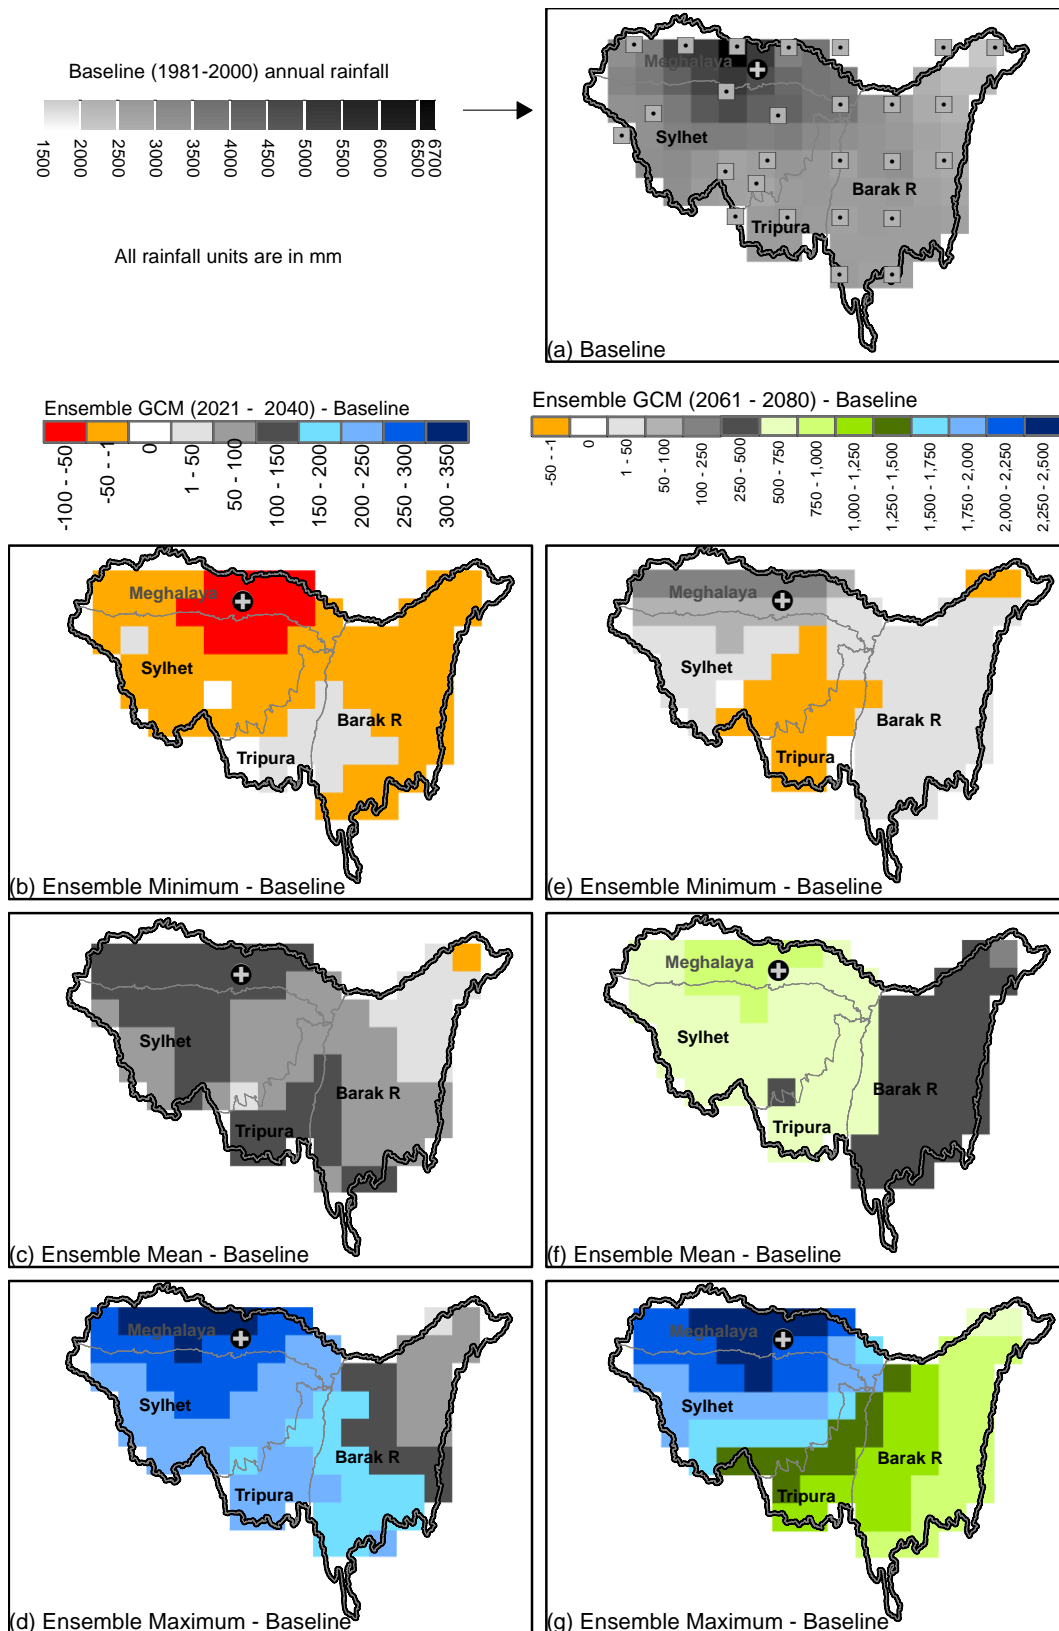 Baseline (1981-2000) annual rainfall
1500 2000 2500 3000 3500 4000 4500 5000 5500 6000 6500 6700
All rainfall units are in mm
Meghalaya
Sylhet
Barak R
Tripura
(a) Baseline
Ensemble GCM (2021 - 2040) - Baseline
-100 - -50 -50 - -1 0 1 - 50 50 - 100 100 - 150 150 - 200 200 - 250 250 - 300 300 - 350
Ensemble GCM (2061 - 2080) - Baseline
-50 - -1 0 1 - 50 50 - 100 100 - 250 250 - 500 500 - 750 750 - 1,000 1,000 - 1,250 1,250 - 1,500 1,500 - 1,750 1,750 - 2,000 2,000 - 2,250 2,250 - 2,500
Meghalaya
Sylhet
Barak R
Tripura
(b) Ensemble Minimum - Baseline
Meghalaya
Sylhet
Barak R
Tripura
(e) Ensemble Minimum - Baseline
Sylhet
Barak R
Tripura
(c) Ensemble Mean - Baseline
Meghalaya
Sylhet
Barak R
Tripura
(f) Ensemble Mean - Baseline
Meghalaya
Sylhet
Barak R
Tripura
(d) Ensemble Maximum - Baseline
Meghalaya
Sylhet
Barak R
Tripura
(g) Ensemble Maximum - Baseline